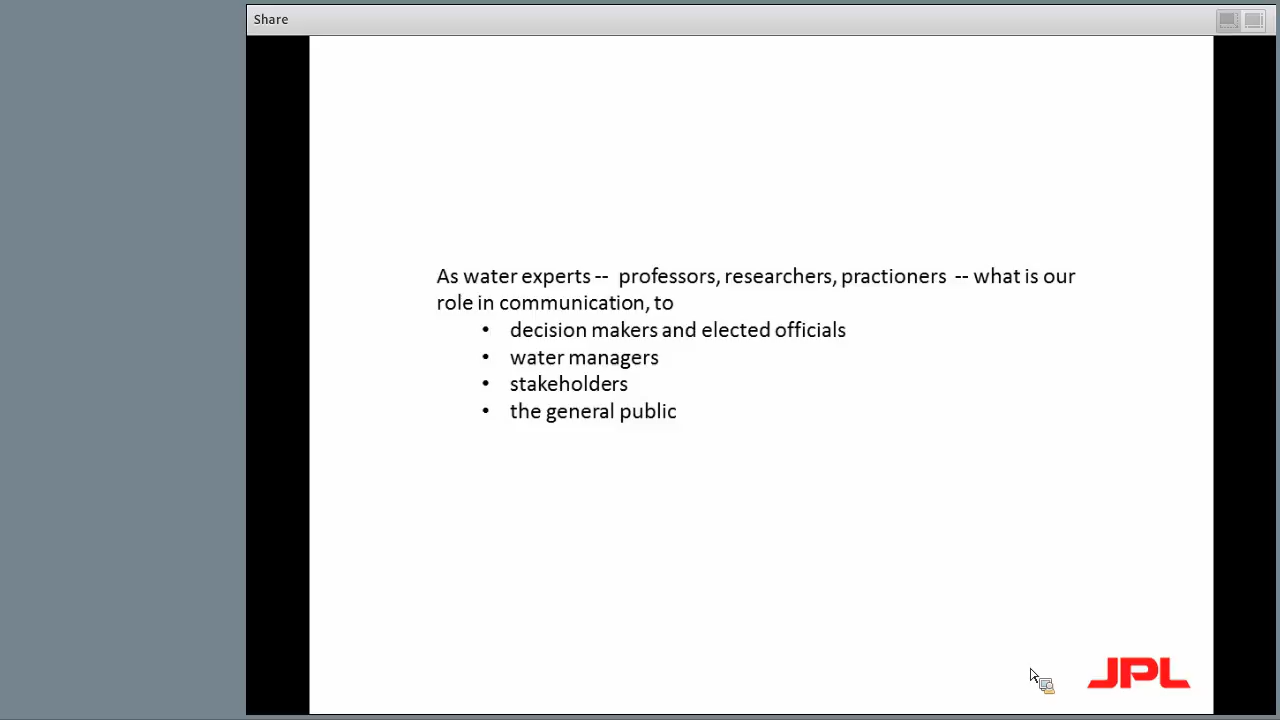 Share
As water experts -- professors, researchers, practioners -- what is our
role in communication, to
• decision makers and elected officials
• water managers
• stakeholders
• the general public
JPL